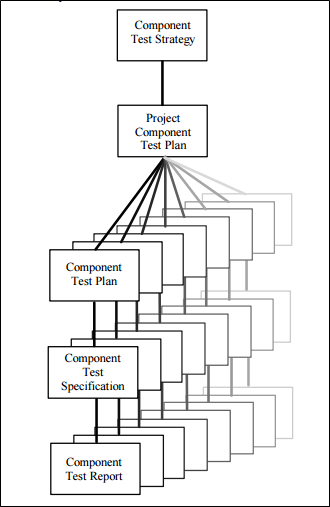 Component
Test Strategy
Project
Component
Test Plan
Component
Test Plan
Component
Test
Specification
Component
Test Report